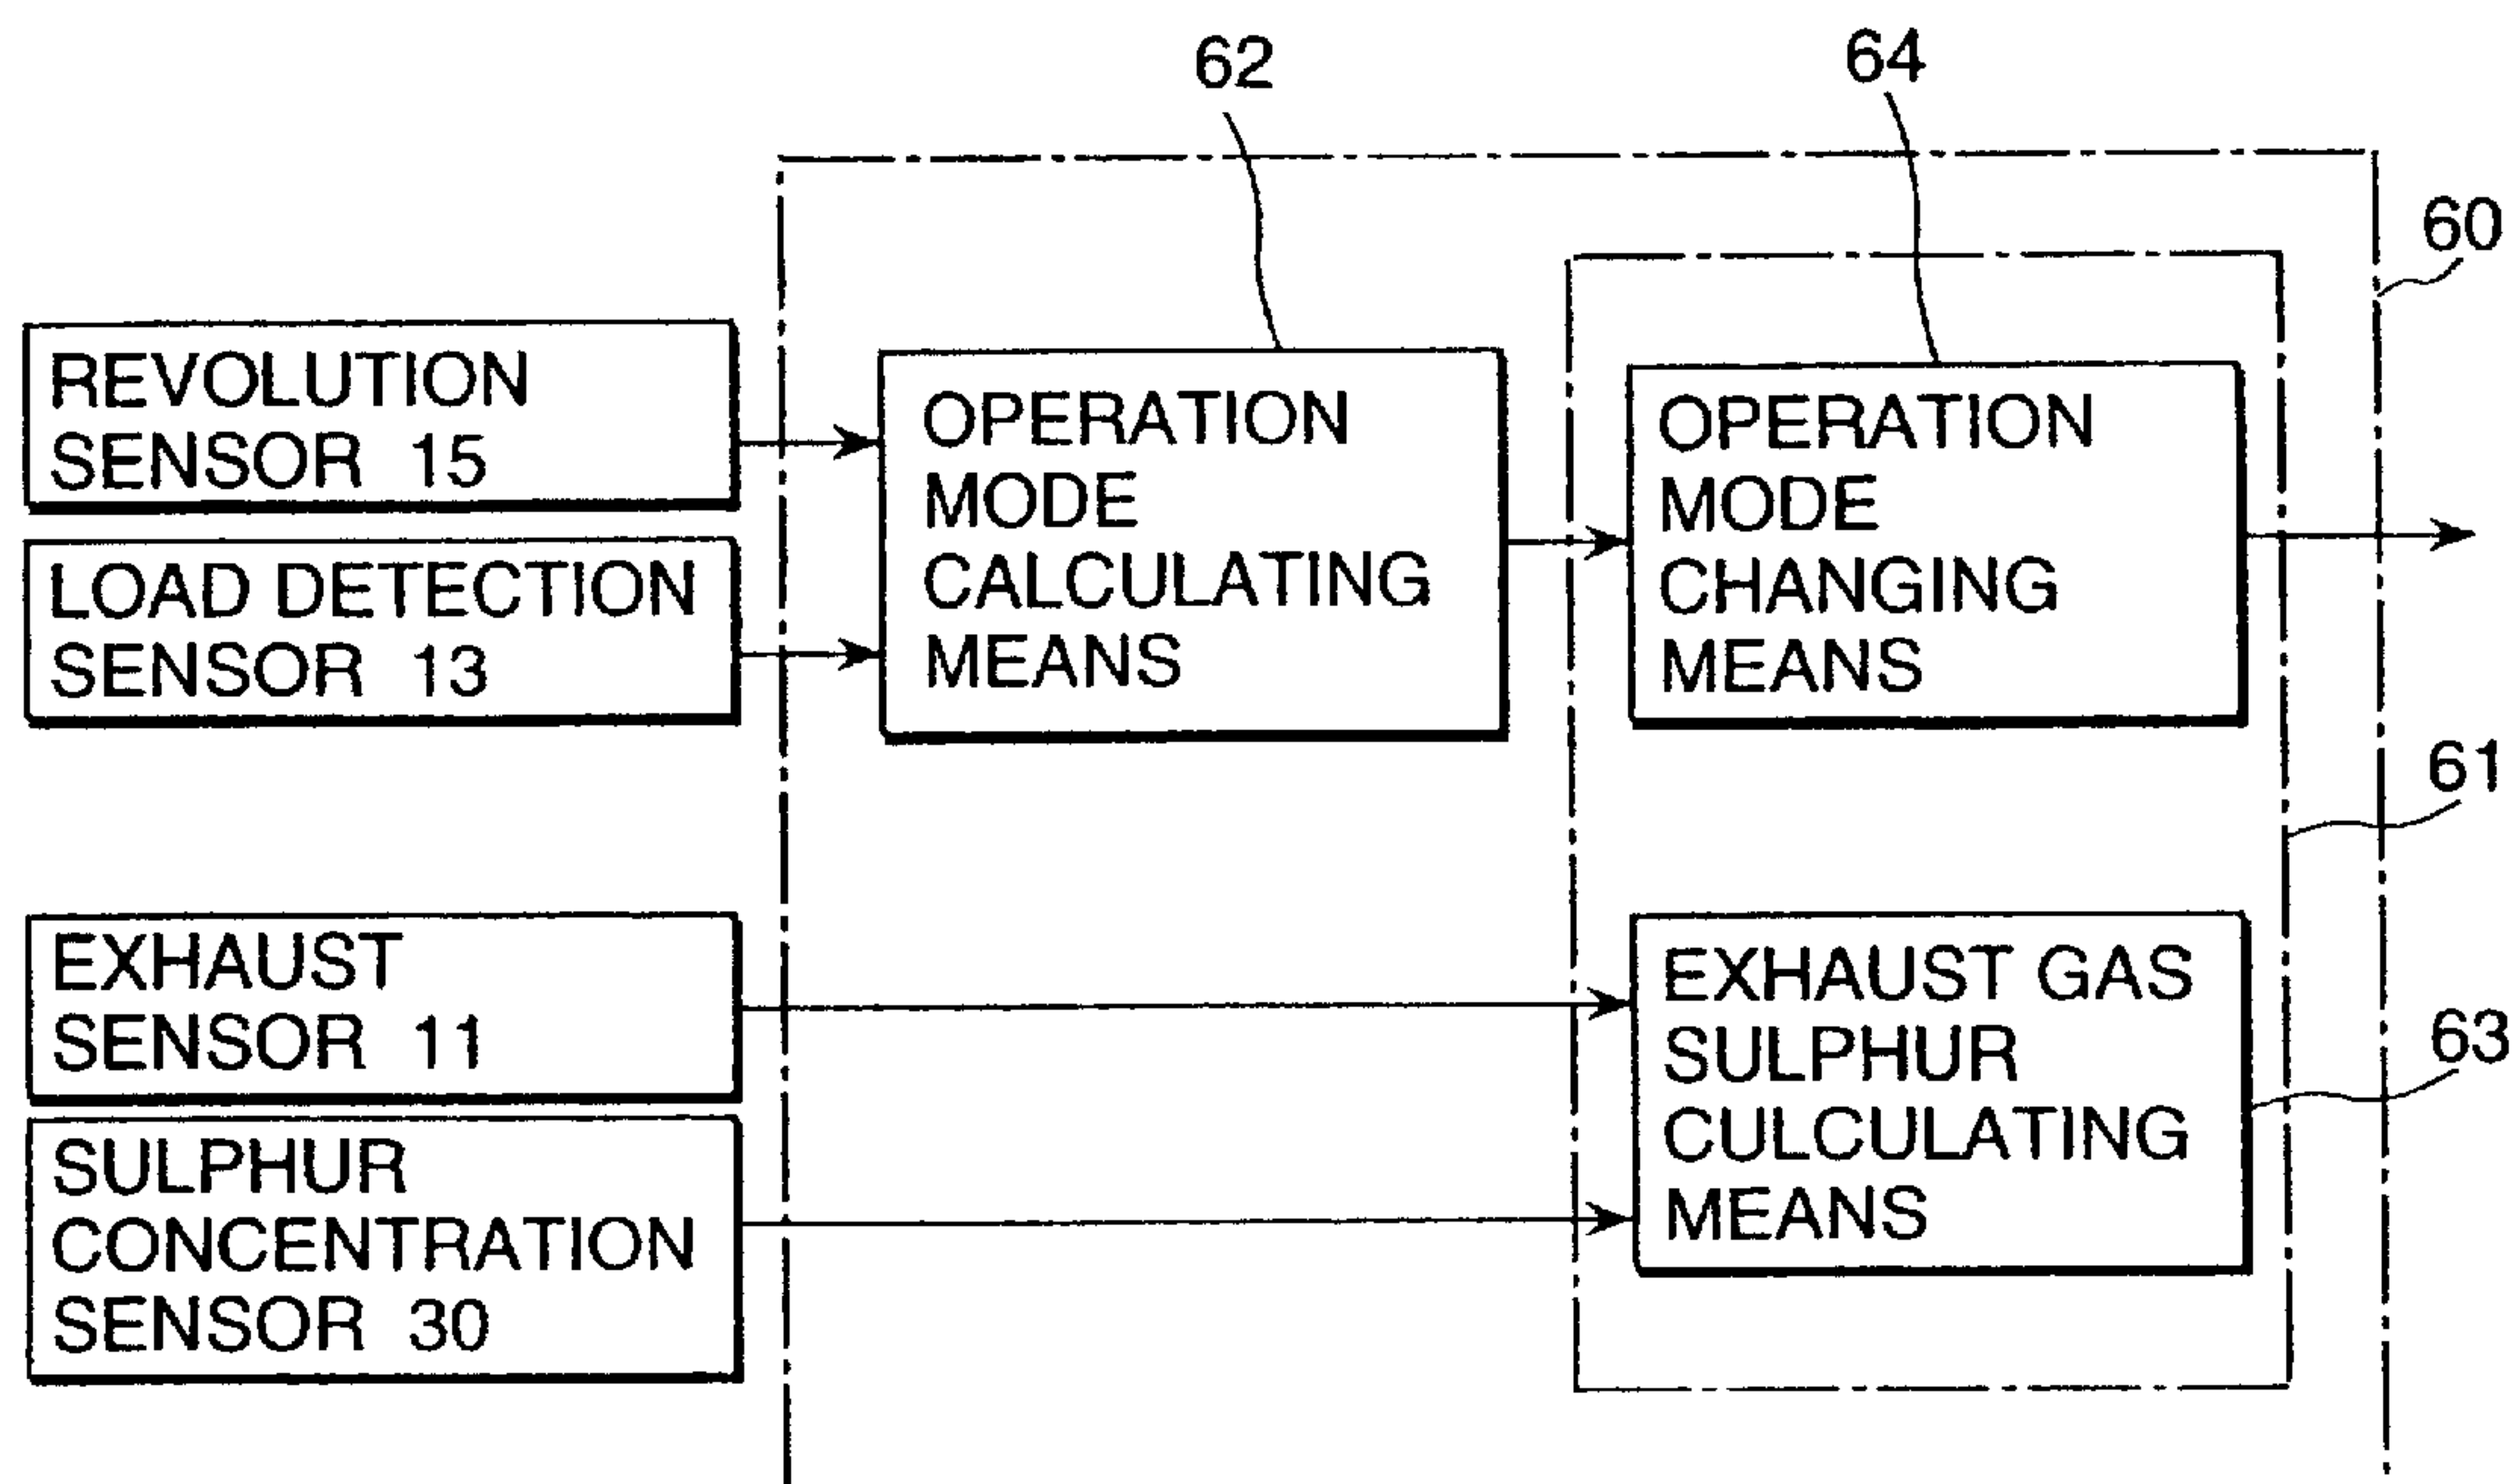 62
64
60
REVOLUTION
SENSOR 15
LOAD DETECTION
SENSOR 13
OPERATION
MODE
CALCULATING
MEANS
OPERATION
MODE
CHANGING
MEANS
61
EXHAUST
SENSOR 11
SULPHUR
CONCENTRATION
SENSOR 30
EXHAUST GAS
SULPHUR
CULCULATING
MEANS
63